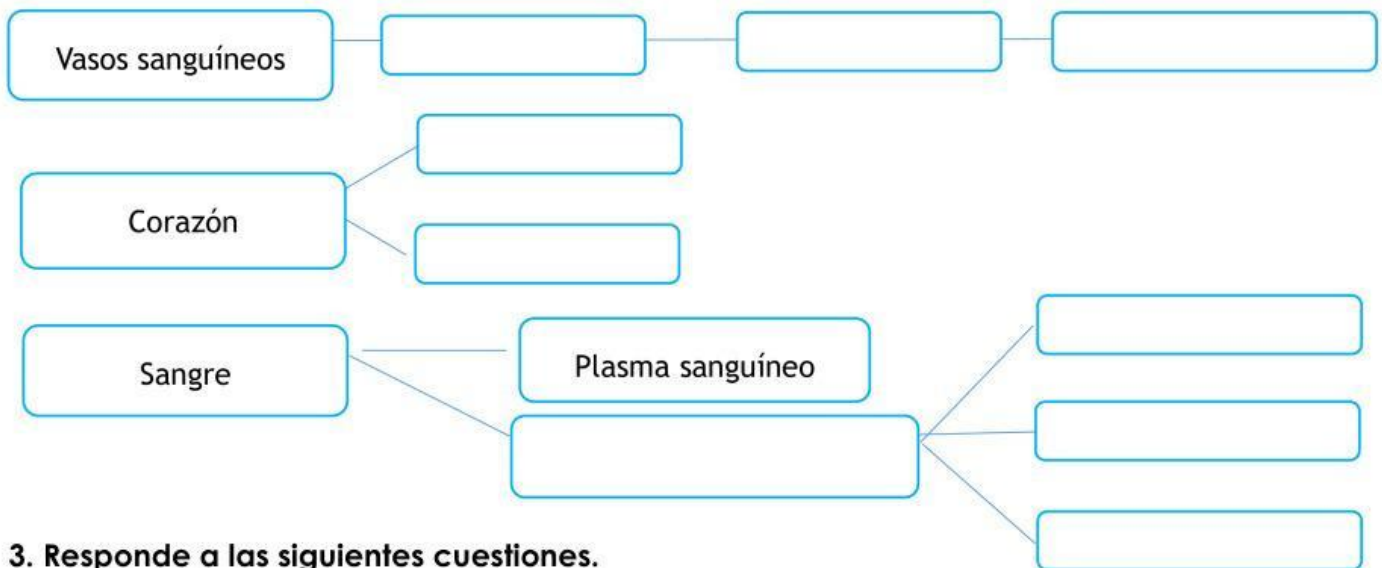 Vasos sanguíneos
Corazón
Sangre
Plasma sanguíneo
3. Responde a las siguientes cuestiones.